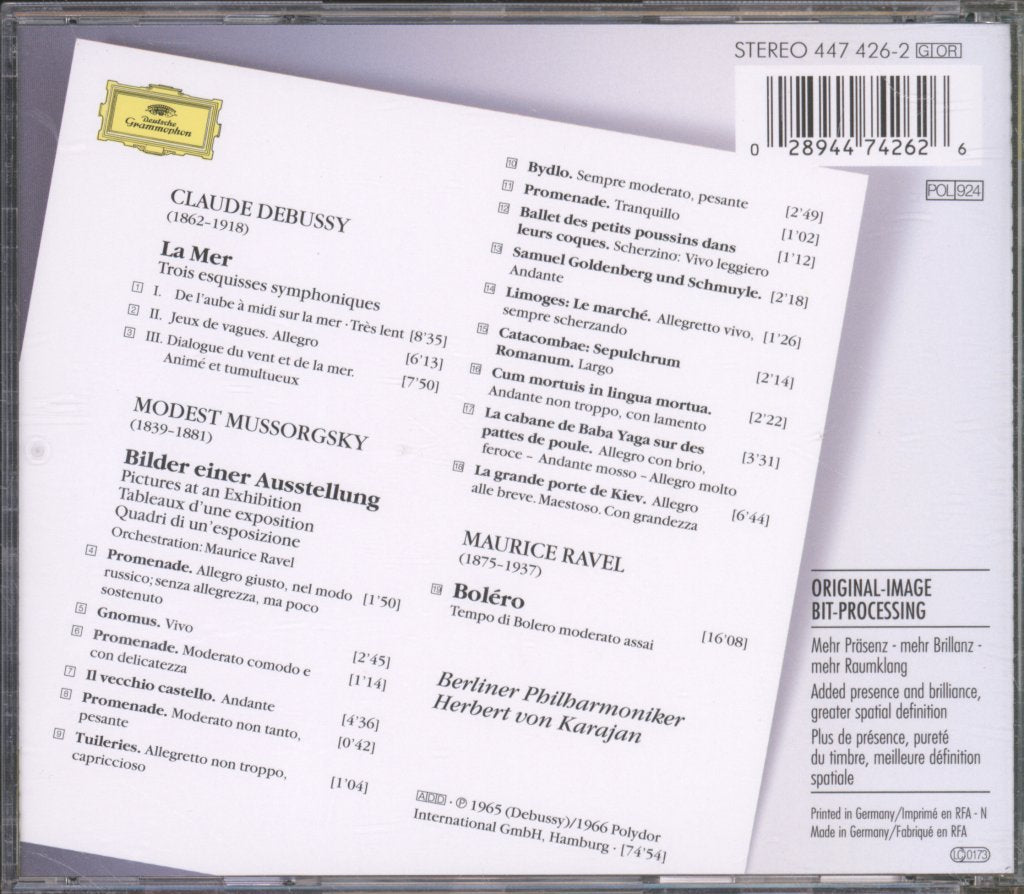 STEREO 447 426-2 GIOR
0 28944 74262 6
POL 924
Deutsche
Grammophon
CLAUDE DEBUSSY
(1862–1918)
La Mer
Trois esquisses symphoniques
1 I. De l'aube à midi sur la mer · Très lent [8'35]
2 II. Jeux de vagues. Allegro [6'13]
3 III. Dialogue du vent et de la mer.
Animé et tumultueux [7'50]
MODEST MUSSORGSKY
(1839–1881)
Bilder einer Ausstellung
Pictures at an Exhibition
Tableaux d'une exposition
Quadri di un'esposizione
Orchestration: Maurice Ravel
4 Promenade. Allegro giusto, nel modo
russico; senza allegrezza, ma poco [1'50]
sostenuto
5 Gnomus. Vivo [2'45]
6 Promenade. Moderato comodo e
con delicatezza [1'14]
7 Il vecchio castello. Andante [4'36]
8 Promenade. Moderato non tanto,
pesante [0'42]
9 Tuileries. Allegretto non troppo,
capriccioso [1'04]
10 Bydlo. Sempre moderato, pesante [2'49]
11 Promenade. Tranquillo [1'02]
12 Ballet des petits poussins dans
leurs coques. Scherzino: Vivo leggiero [1'12]
13 Samuel Goldenberg und Schmuyle. [2'18]
Andante
14 Limoges: Le marché. Allegretto vivo, [1'26]
sempre scherzando
15 Catacombae: Sepulchrum
Romanum. Largo [2'14]
16 Cum mortuis in lingua mortua.
Andante non troppo, con lamento [2'22]
17 La cabane de Baba Yaga sur des
pattes de poule. Allegro con brio, [3'31]
feroce – Andante mosso – Allegro molto
18 La grande porte de Kiev. Allegro
alle breve. Maestoso. Con grandezza [6'44]
MAURICE RAVEL
(1875–1937)
19 Boléro
Tempo di Bolero moderato assai [16'08]
Berliner Philharmoniker
Herbert von Karajan
ADD · ℗ 1965 (Debussy)/1966 Polydor
International GmbH, Hamburg · [74'54]
ORIGINAL-IMAGE
BIT-PROCESSING
Mehr Präsenz - mehr Brillanz -
mehr Raumklang
Added presence and brilliance,
greater spatial definition
Plus de présence, pureté
du timbre, meilleure définition
spatiale
Printed in Germany/Imprimé en RFA - N
Made in Germany/Fabriqué en RFA
LC 0173